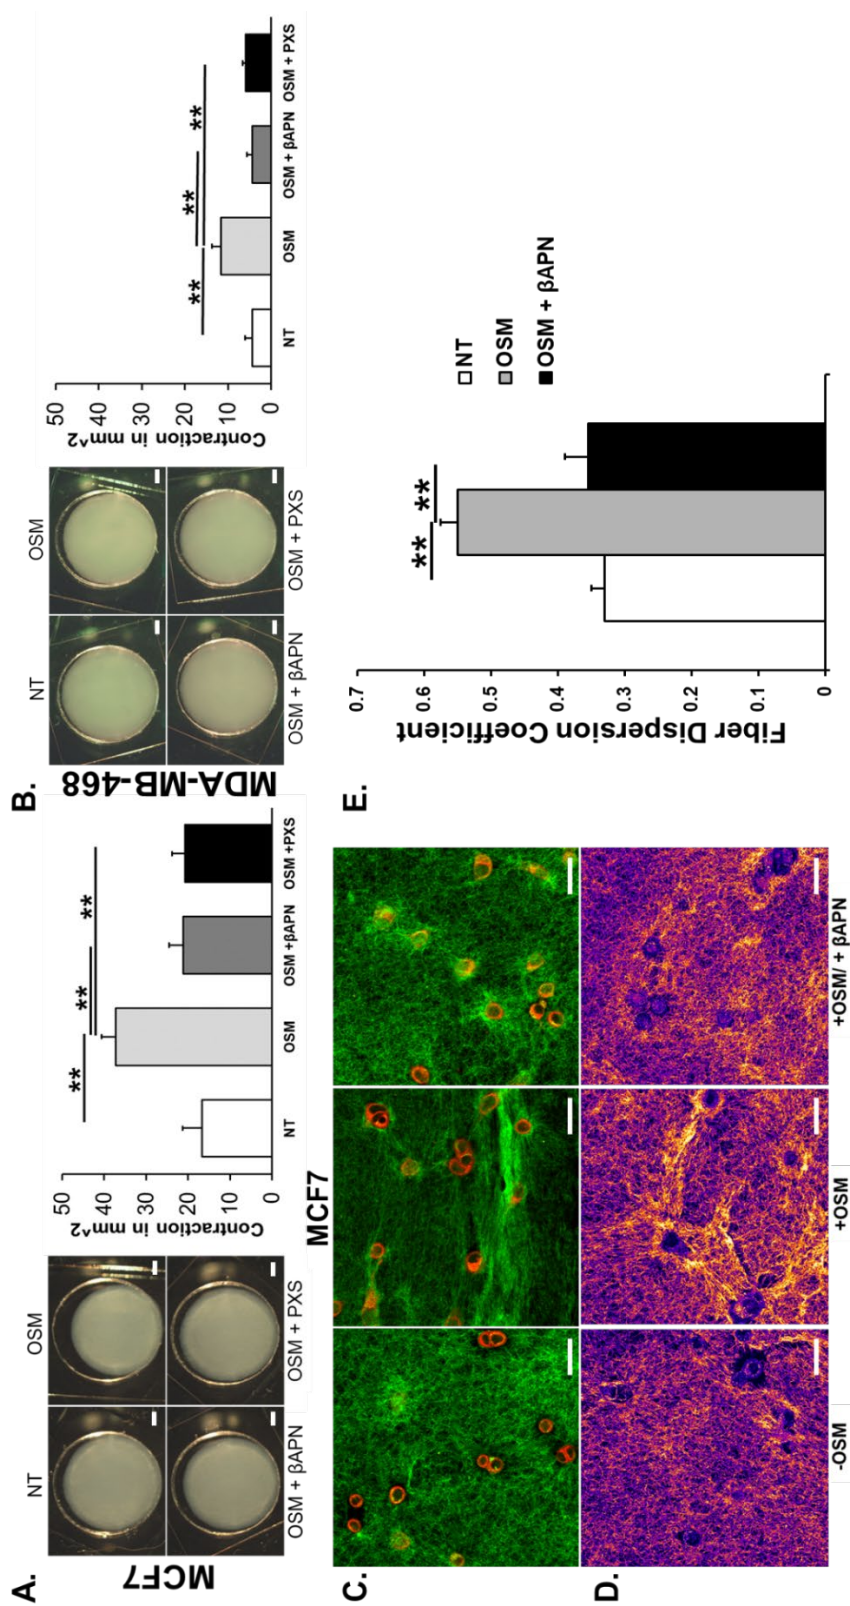 A.
MCF7
NT
OSM
OSM + βAPN
OSM + PXS
Contraction in mm^2
50
40
30
20
10
0
**
**
**
NT
OSM
OSM +βAPN
OSM +PXS
B.
MDA-MB-468
NT
OSM
OSM + βAPN
OSM + PXS
Contraction in mm^2
50
40
30
20
10
0
**
**
**
NT
OSM
OSM + βAPN
OSM + PXS
MCF7
C.
D.
-OSM
+OSM
+OSM/ + βAPN
E.
Fiber Dispersion Coefficient
0.7
0.6
0.5
0.4
0.3
0.2
0.1
0
**
**
NT
OSM
OSM + βAPN